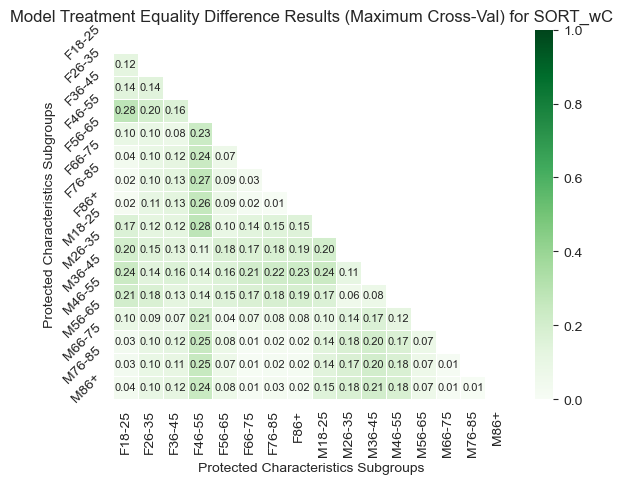 Model Treatment Equality Difference Results (Maximum Cross-Val) for SORT_wC
Protected Characteristics Subgroups
F18-25
F26-35 0.12
F36-45 0.14 0.14
F46-55 0.28 0.20 0.16
F56-65 0.10 0.10 0.08 0.23
F66-75 0.04 0.10 0.12 0.24 0.07
F76-85 0.02 0.10 0.13 0.27 0.09 0.03
F86+ 0.02 0.11 0.13 0.26 0.09 0.02 0.01
M18-25 0.17 0.12 0.12 0.28 0.10 0.14 0.15 0.15
M26-35 0.20 0.15 0.13 0.11 0.18 0.17 0.18 0.19 0.20
M36-45 0.24 0.14 0.16 0.14 0.16 0.21 0.22 0.23 0.24 0.11
M46-55 0.21 0.18 0.13 0.14 0.15 0.17 0.18 0.19 0.17 0.06 0.08
M56-65 0.10 0.09 0.07 0.21 0.04 0.07 0.08 0.08 0.10 0.14 0.17 0.12
M66-75 0.03 0.10 0.12 0.25 0.08 0.01 0.02 0.02 0.14 0.18 0.20 0.17 0.07
M76-85 0.03 0.10 0.11 0.25 0.07 0.01 0.02 0.02 0.14 0.17 0.20 0.18 0.07 0.01
M86+ 0.04 0.10 0.12 0.24 0.08 0.01 0.03 0.02 0.15 0.18 0.21 0.18 0.07 0.01 0.01
F18-25 F26-35 F36-45 F46-55 F56-65 F66-75 F76-85 F86+ M18-25 M26-35 M36-45 M46-55 M56-65 M66-75 M76-85 M86+
Protected Characteristics Subgroups
1.0
0.8
0.6
0.4
0.2
0.0